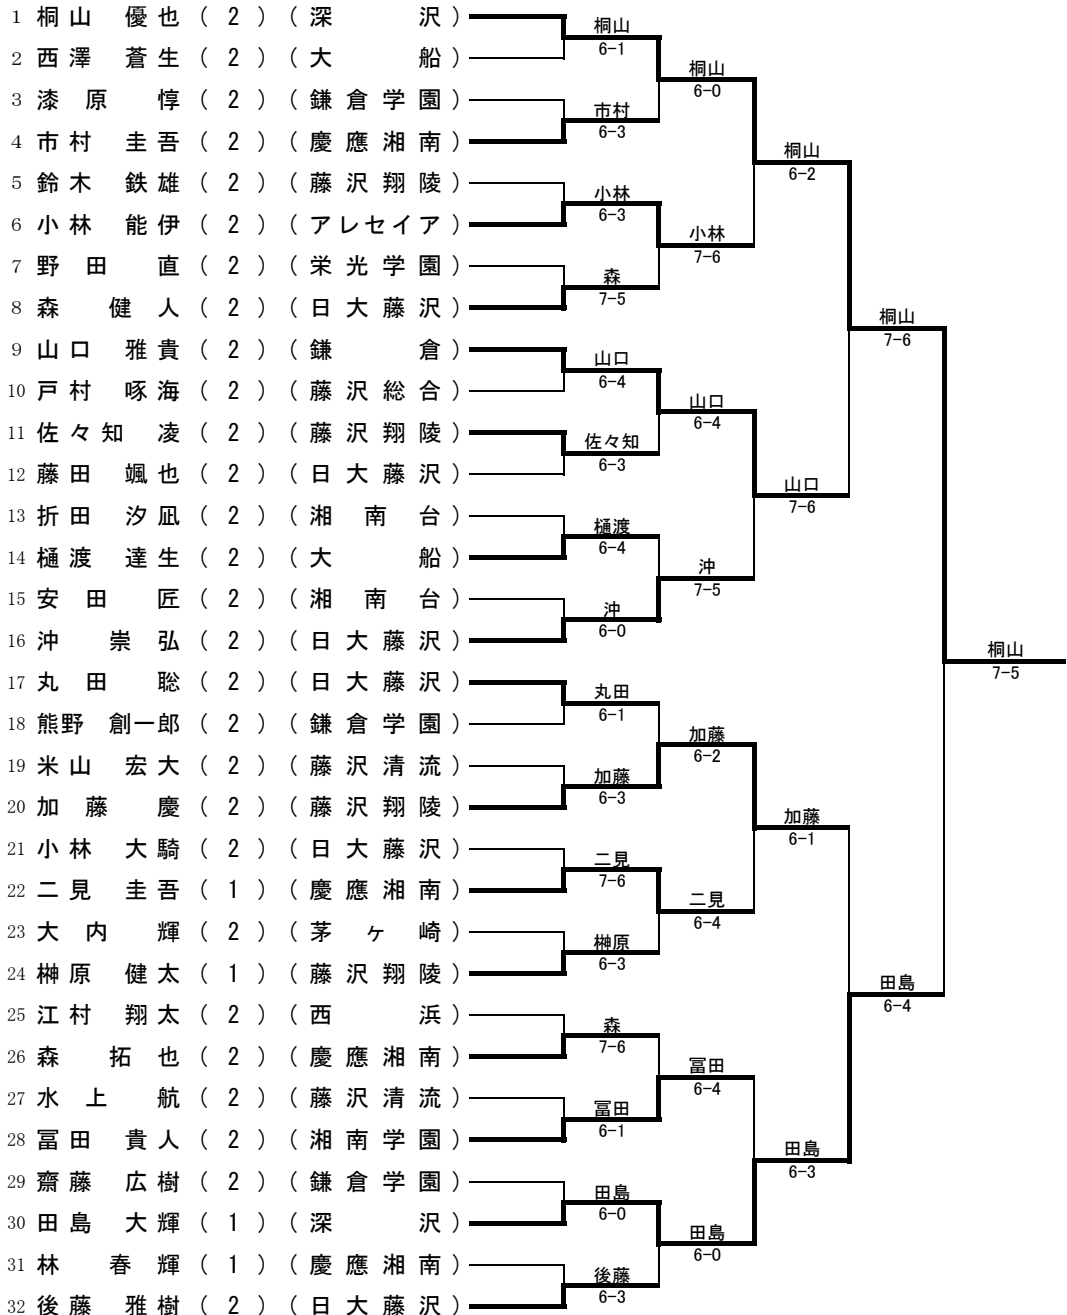 1 桐山 優也 ( 2 ) ( 深 沢 )
2 西澤 蒼生 ( 2 ) ( 大 船 )
3 漆原 惇 ( 2 ) ( 鎌倉学園 )
4 市村 圭吾 ( 2 ) ( 慶應湘南 )
5 鈴木 鉄雄 ( 2 ) ( 藤沢翔陵 )
6 小林 能伊 ( 2 ) ( アレセイア )
7 野田 直 ( 2 ) ( 栄光学園 )
8 森 健人 ( 2 ) ( 日大藤沢 )
9 山口 雅貴 ( 2 ) ( 鎌 倉 )
10 戸村 啄海 ( 2 ) ( 藤沢総合 )
11 佐々知 凌 ( 2 ) ( 藤沢翔陵 )
12 藤田 颯也 ( 2 ) ( 日大藤沢 )
13 折田 汐凪 ( 2 ) ( 湘南台 )
14 樋渡 達生 ( 2 ) ( 大 船 )
15 安田 匠 ( 2 ) ( 湘南台 )
16 沖 崇弘 ( 2 ) ( 日大藤沢 )
17 丸田 聡 ( 2 ) ( 日大藤沢 )
18 熊野 創一郎 ( 2 ) ( 鎌倉学園 )
19 米山 宏大 ( 2 ) ( 藤沢清流 )
20 加藤 慶 ( 2 ) ( 藤沢翔陵 )
21 小林 大騎 ( 2 ) ( 日大藤沢 )
22 二見 圭吾 ( 1 ) ( 慶應湘南 )
23 大内 輝 ( 2 ) ( 茅ヶ崎 )
24 榊原 健太 ( 1 ) ( 藤沢翔陵 )
25 江村 翔太 ( 2 ) ( 西 浜 )
26 森 拓也 ( 2 ) ( 慶應湘南 )
27 水上 航 ( 2 ) ( 藤沢清流 )
28 冨田 貴人 ( 2 ) ( 湘南学園 )
29 齋藤 広樹 ( 2 ) ( 鎌倉学園 )
30 田島 大輝 ( 1 ) ( 深 沢 )
31 林 春輝 ( 1 ) ( 慶應湘南 )
32 後藤 雅樹 ( 2 ) ( 日大藤沢 )
桐山
6-1
市村
6-3
小林
6-3
森
7-5
山口
6-4
佐々知
6-3
樋渡
6-4
沖
6-0
丸田
6-1
加藤
6-3
二見
7-6
榊原
6-3
森
7-6
冨田
6-1
田島
6-0
後藤
6-3
桐山
6-0
小林
7-6
山口
6-4
沖
7-5
加藤
6-2
二見
6-4
冨田
6-4
田島
6-0
桐山
6-2
山口
7-6
加藤
6-1
田島
6-3
桐山
7-6
田島
6-4
桐山
7-5